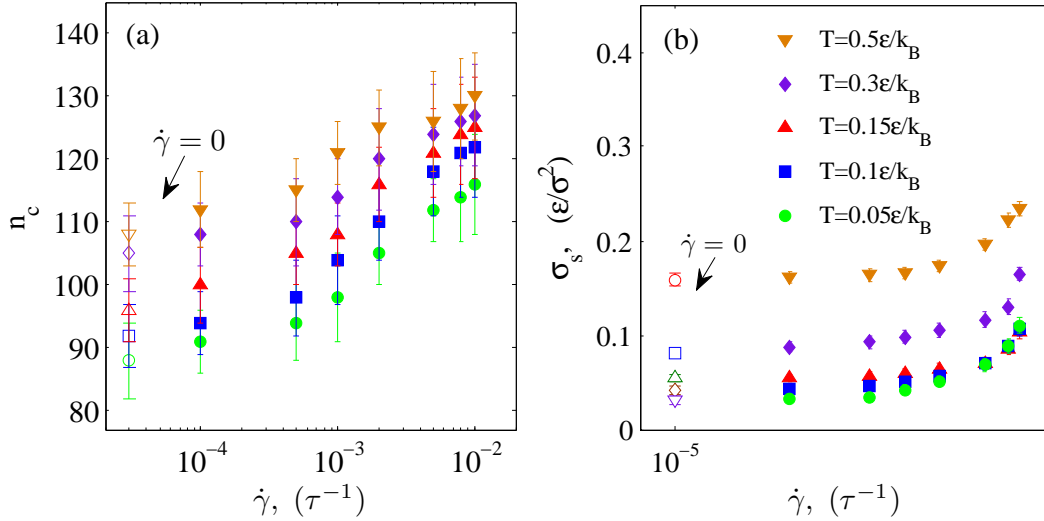 (a)
140
130
120
110
100
90
80
n_c
γ̇ = 0
10⁻⁴
10⁻³
10⁻²
γ̇, (τ⁻¹)
(b)
0.4
0.3
0.2
0.1
0
σ_s, (ε/σ²)
T=0.5ε/k_B
T=0.3ε/k_B
T=0.15ε/k_B
T=0.1ε/k_B
T=0.05ε/k_B
γ̇ = 0
10⁻⁵
γ̇, (τ⁻¹)